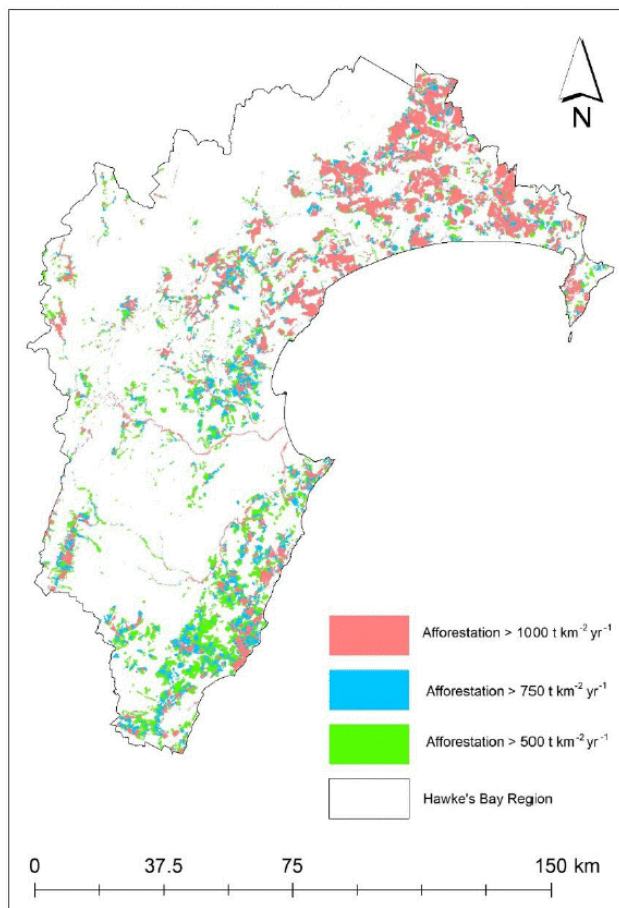 N
Afforestation > 1000 t km⁻² yr⁻¹
Afforestation > 750 t km⁻² yr⁻¹
Afforestation > 500 t km⁻² yr⁻¹
Hawke's Bay Region
0 37.5 75 150 km